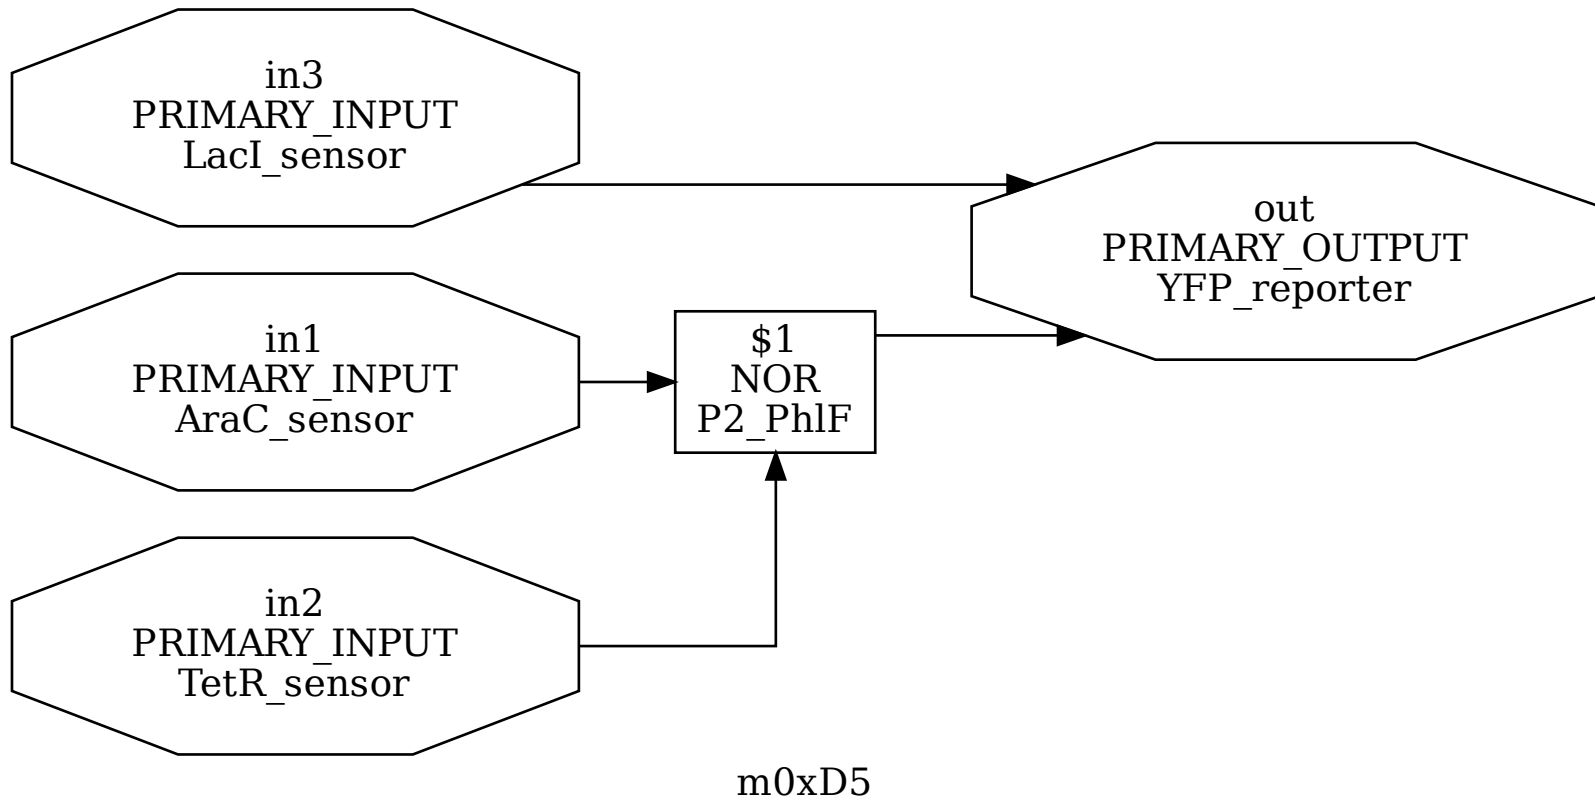 in3
PRIMARY_INPUT
LacI_sensor
out
PRIMARY_OUTPUT
YFP_reporter
in1
PRIMARY_INPUT
AraC_sensor
$1
NOR
P2_PhlF
in2
PRIMARY_INPUT
TetR_sensor
m0xD5